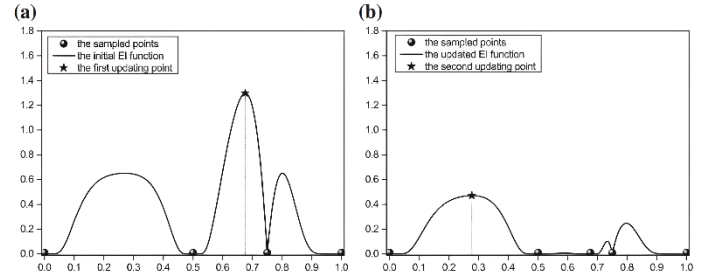 (a)
1.8
1.6
1.4
1.2
1.0
0.8
0.6
0.4
0.2
0.0
the sampled points
the initial EI function
the first updating point
0.0 0.1 0.2 0.3 0.4 0.5 0.6 0.7 0.8 0.9 1.0
(b)
1.8
1.6
1.4
1.2
1.0
0.8
0.6
0.4
0.2
0.0
the sampled points
the updated EI function
the second updating point
0.0 0.1 0.2 0.3 0.4 0.5 0.6 0.7 0.8 0.9 1.0